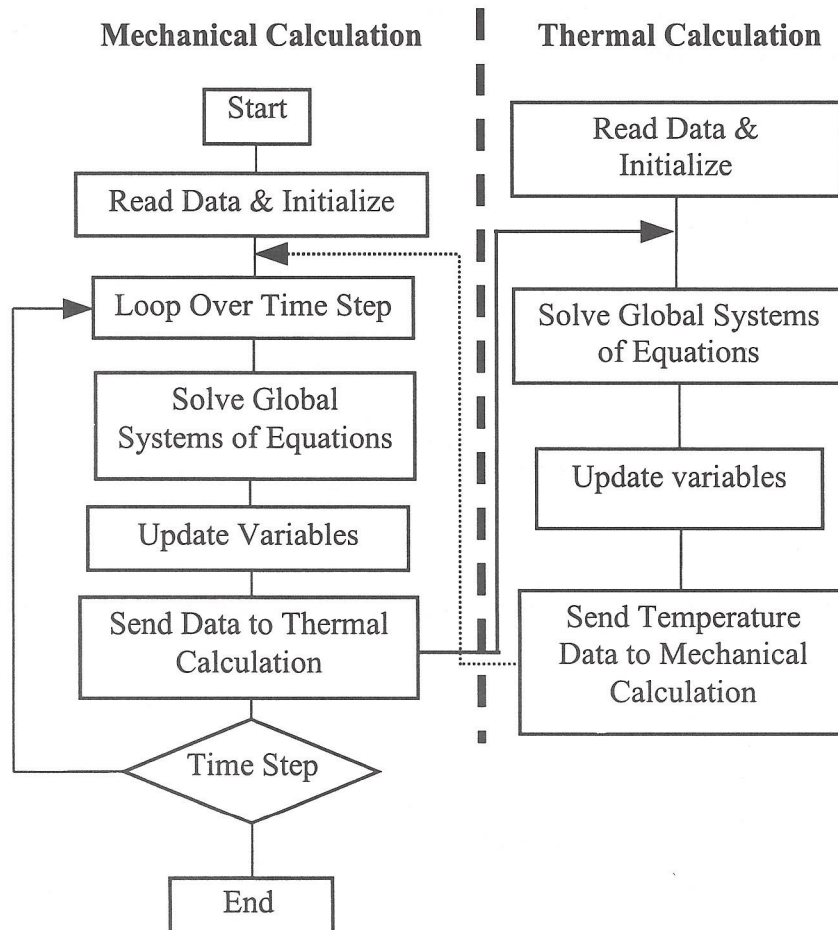 Mechanical Calculation
Start
Read Data & Initialize
Loop Over Time Step
Solve Global
Systems of Equations
Update Variables
Send Data to Thermal
Calculation
Time Step
End
Thermal Calculation
Read Data &
Initialize
Solve Global Systems
of Equations
Update variables
Send Temperature
Data to Mechanical
Calculation